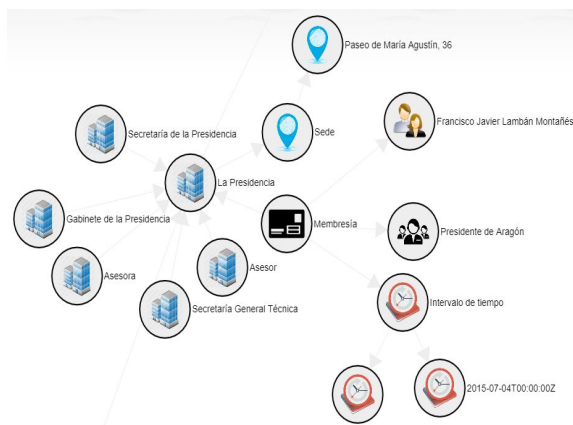 Paseo de María Agustín, 36
Francisco Javier Lambán Montañés
Secretaría de la Presidencia
Sede
La Presidencia
Gabinete de la Presidencia
Membresía
Presidente de Aragón
Asesora
Asesor
Secretaría General Técnica
Intervalo de tiempo
2015-07-04T00:00:00Z